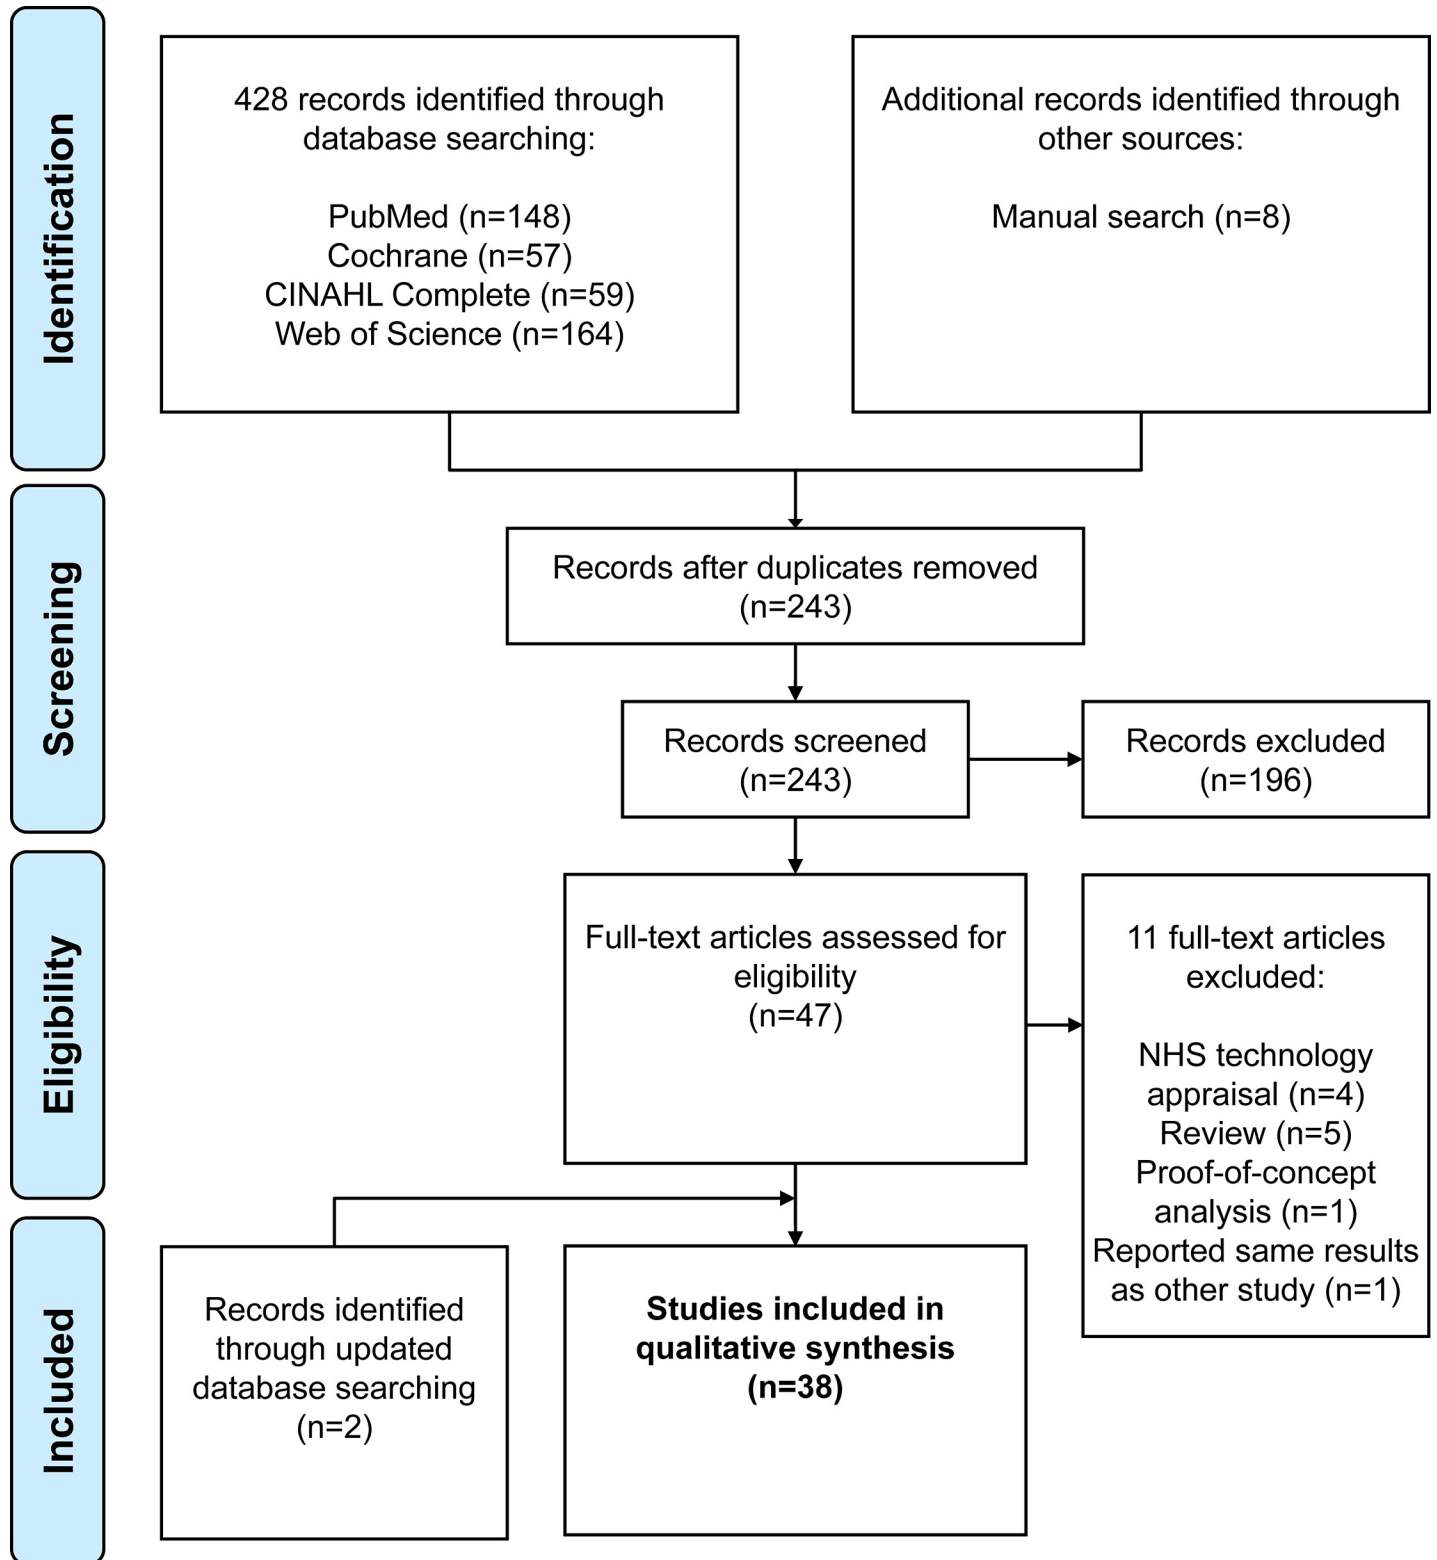 Identification
428 records identified through
database searching:
PubMed (n=148)
Cochrane (n=57)
CINAHL Complete (n=59)
Web of Science (n=164)
Additional records identified through
other sources:
Manual search (n=8)
Screening
Records after duplicates removed
(n=243)
Records screened
(n=243)
Records excluded
(n=196)
Eligibility
Full-text articles assessed for
eligibility
(n=47)
11 full-text articles
excluded:
NHS technology
appraisal (n=4)
Review (n=5)
Proof-of-concept
analysis (n=1)
Reported same results
as other study (n=1)
Included
Records identified
through updated
database searching
(n=2)
Studies included in
qualitative synthesis
(n=38)